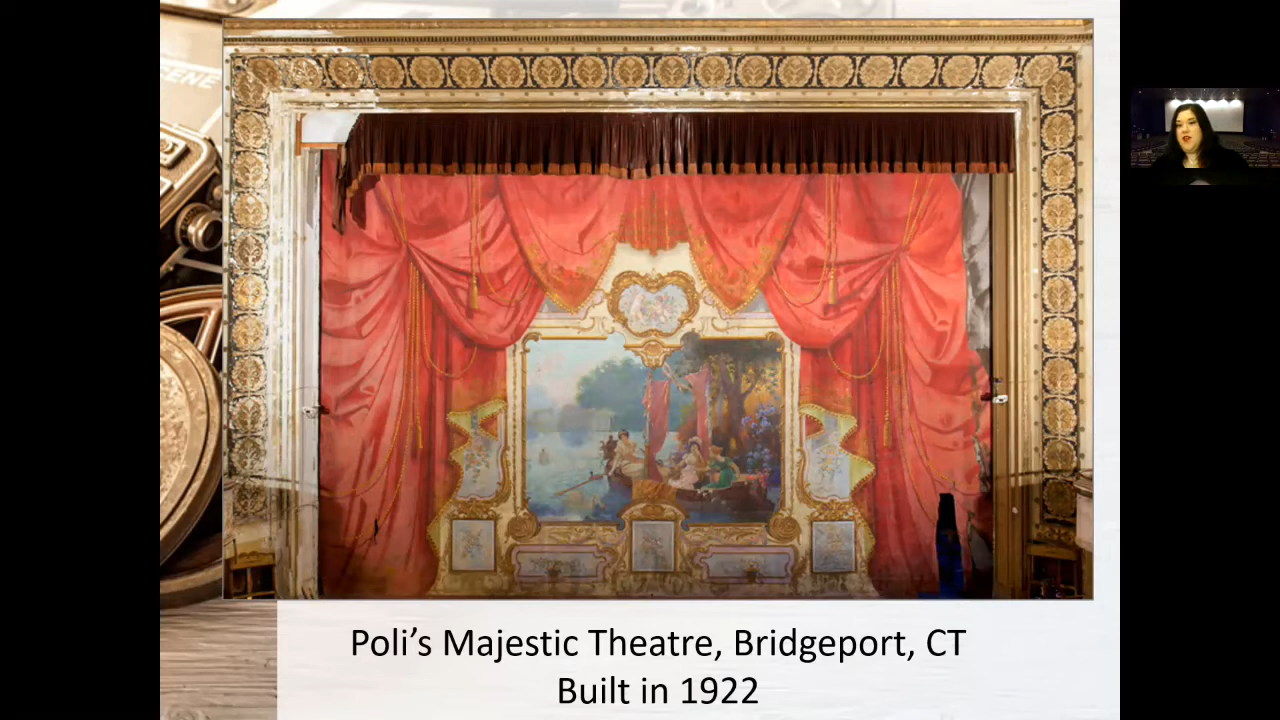 Poli’s Majestic Theatre, Bridgeport, CT
Built in 1922